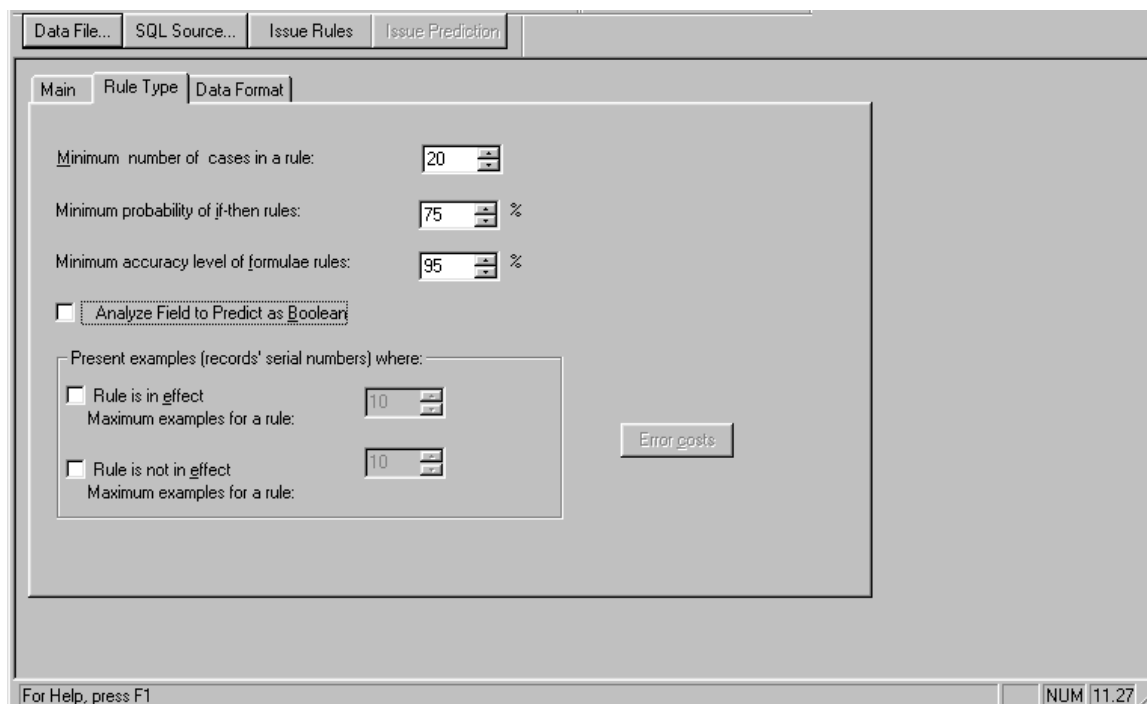 Data File... SQL Source... Issue Rules Issue Prediction
Main Rule Type Data Format
Minimum number of cases in a rule: 20
Minimum probability of if-then rules: 75 %
Minimum accuracy level of formulae rules: 95 %
Analyze Field to Predict as Boolean
Present examples (records' serial numbers) where:
Rule is in effect
Maximum examples for a rule: 10
Error costs
Rule is not in effect
Maximum examples for a rule: 10
For Help, press F1 NUM 11.27